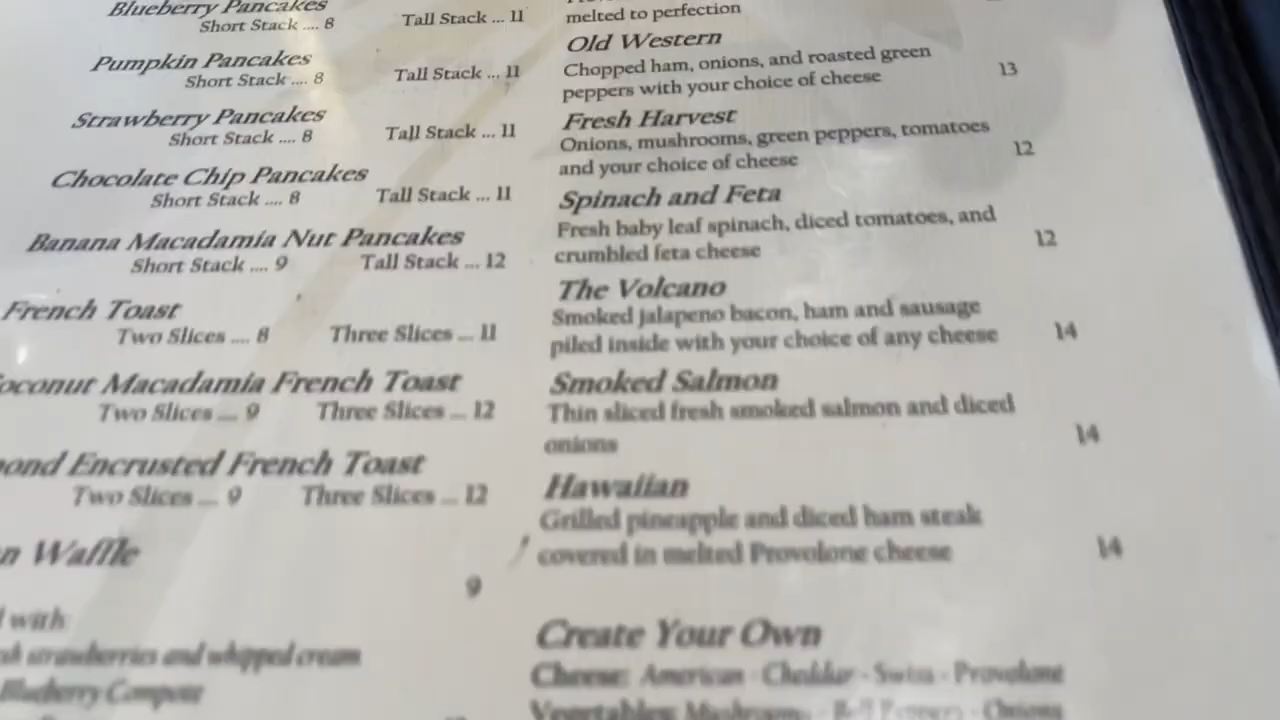 Blueberry Pancakes
Short Stack .... 8 Tall Stack ... 11
Pumpkin Pancakes
Short Stack .... 8 Tall Stack ... 11
Strawberry Pancakes
Short Stack .... 8 Tall Stack ... 11
Chocolate Chip Pancakes
Short Stack .... 8 Tall Stack ... 11
Banana Macadamia Nut Pancakes
Short Stack .... 9 Tall Stack ... 12
French Toast
Two Slices .... 8 Three Slices ... 11
oconut Macadamia French Toast
Two Slices ... 9 Three Slices ... 12
ond Encrusted French Toast
Two Slices ... 9 Three Slices ... 12
n Waffle
9
with
strawberries and whipped cream
Blueberry Compote
melted to perfection
Old Western
Chopped ham, onions, and roasted green
peppers with your choice of cheese 13
Fresh Harvest
Onions, mushrooms, green peppers, tomatoes
and your choice of cheese 12
Spinach and Feta
Fresh baby leaf spinach, diced tomatoes, and
crumbled feta cheese 12
The Volcano
Smoked jalapeno bacon, ham and sausage
piled inside with your choice of any cheese 14
Smoked Salmon
Thin sliced fresh smoked salmon and diced
onions 14
Hawaiian
Grilled pineapple and diced ham steak
covered in melted Provolone cheese 14
Create Your Own
Cheese: American - Cheddar - Swiss - Provolone
Vegetables: Mushrooms - Bell Peppers - Onions